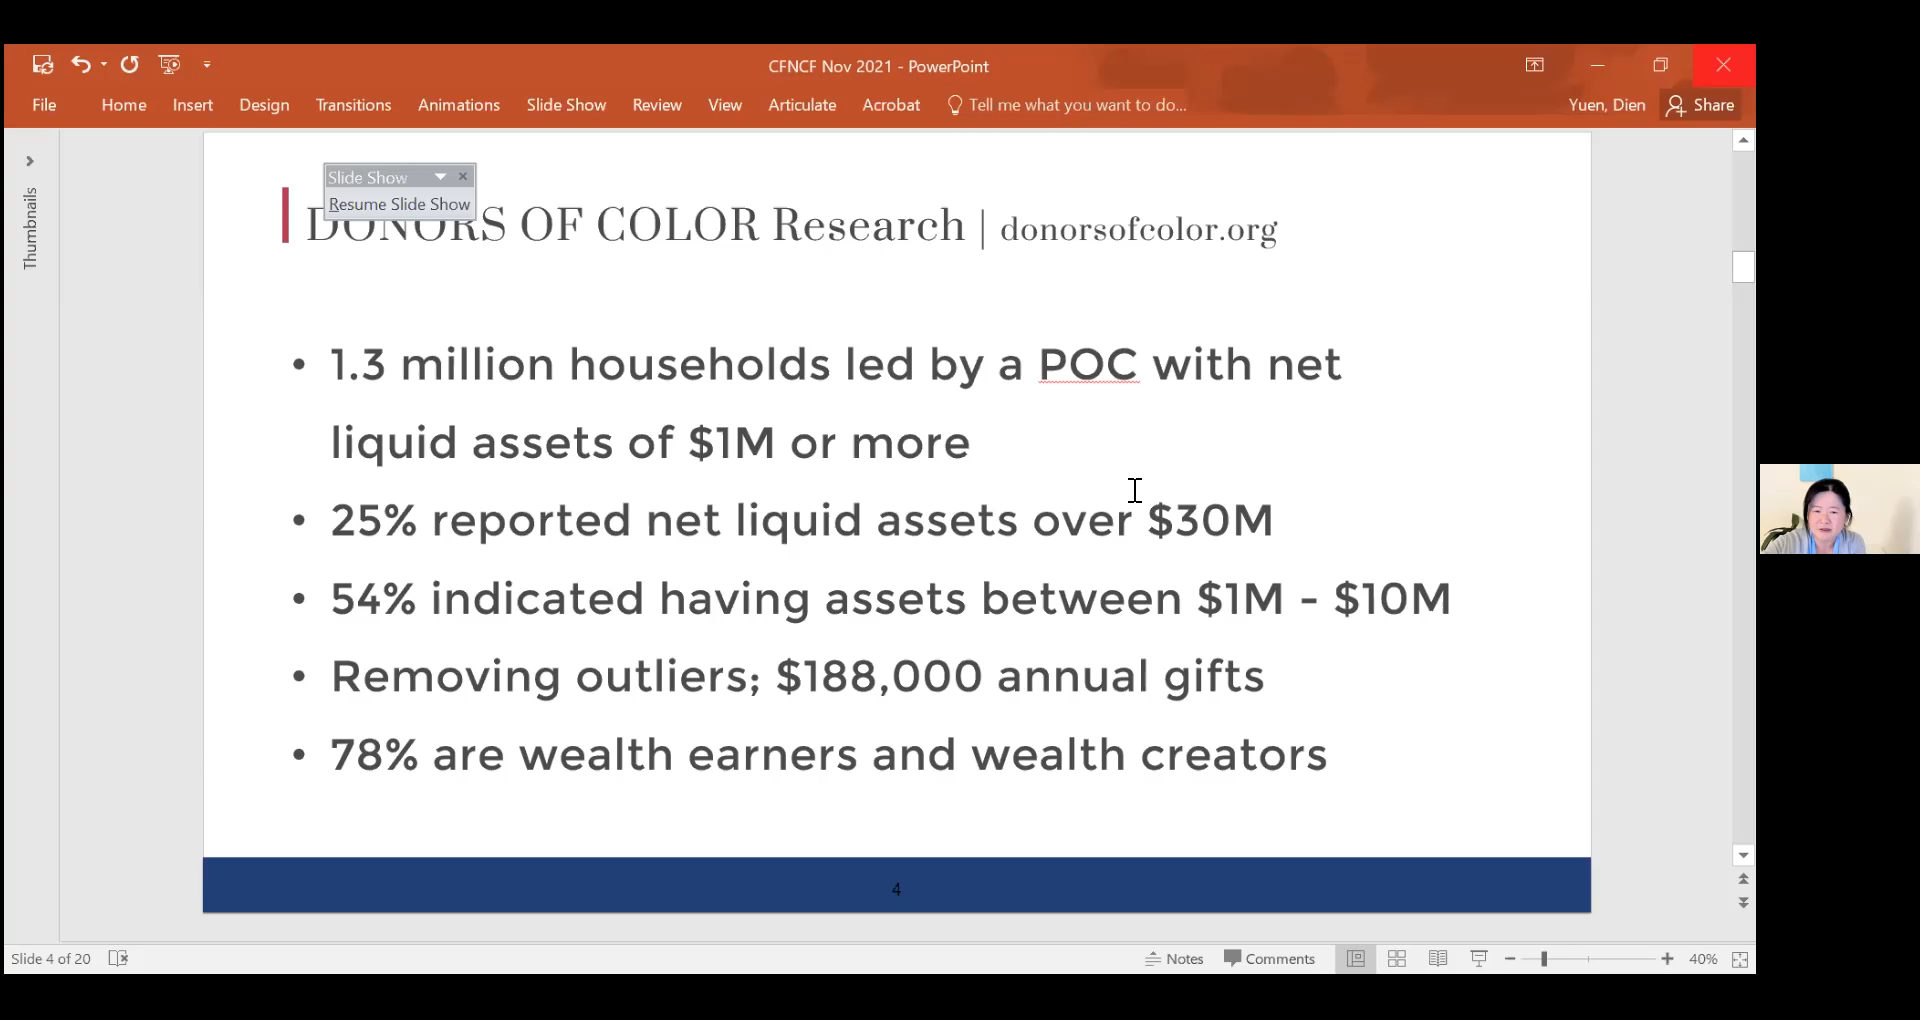 CFNCF Nov 2021 - PowerPoint
File Home Insert Design Transitions Animations Slide Show Review View Articulate Acrobat Tell me what you want to do... Yuen, Dien Share
Thumbnails
Slide Show
Resume Slide Show
DONORS OF COLOR Research | donorsofcolor.org
• 1.3 million households led by a POC with net
liquid assets of $1M or more
• 25% reported net liquid assets over $30M
• 54% indicated having assets between $1M - $10M
• Removing outliers; $188,000 annual gifts
• 78% are wealth earners and wealth creators
4
Slide 4 of 20 Notes Comments 40%